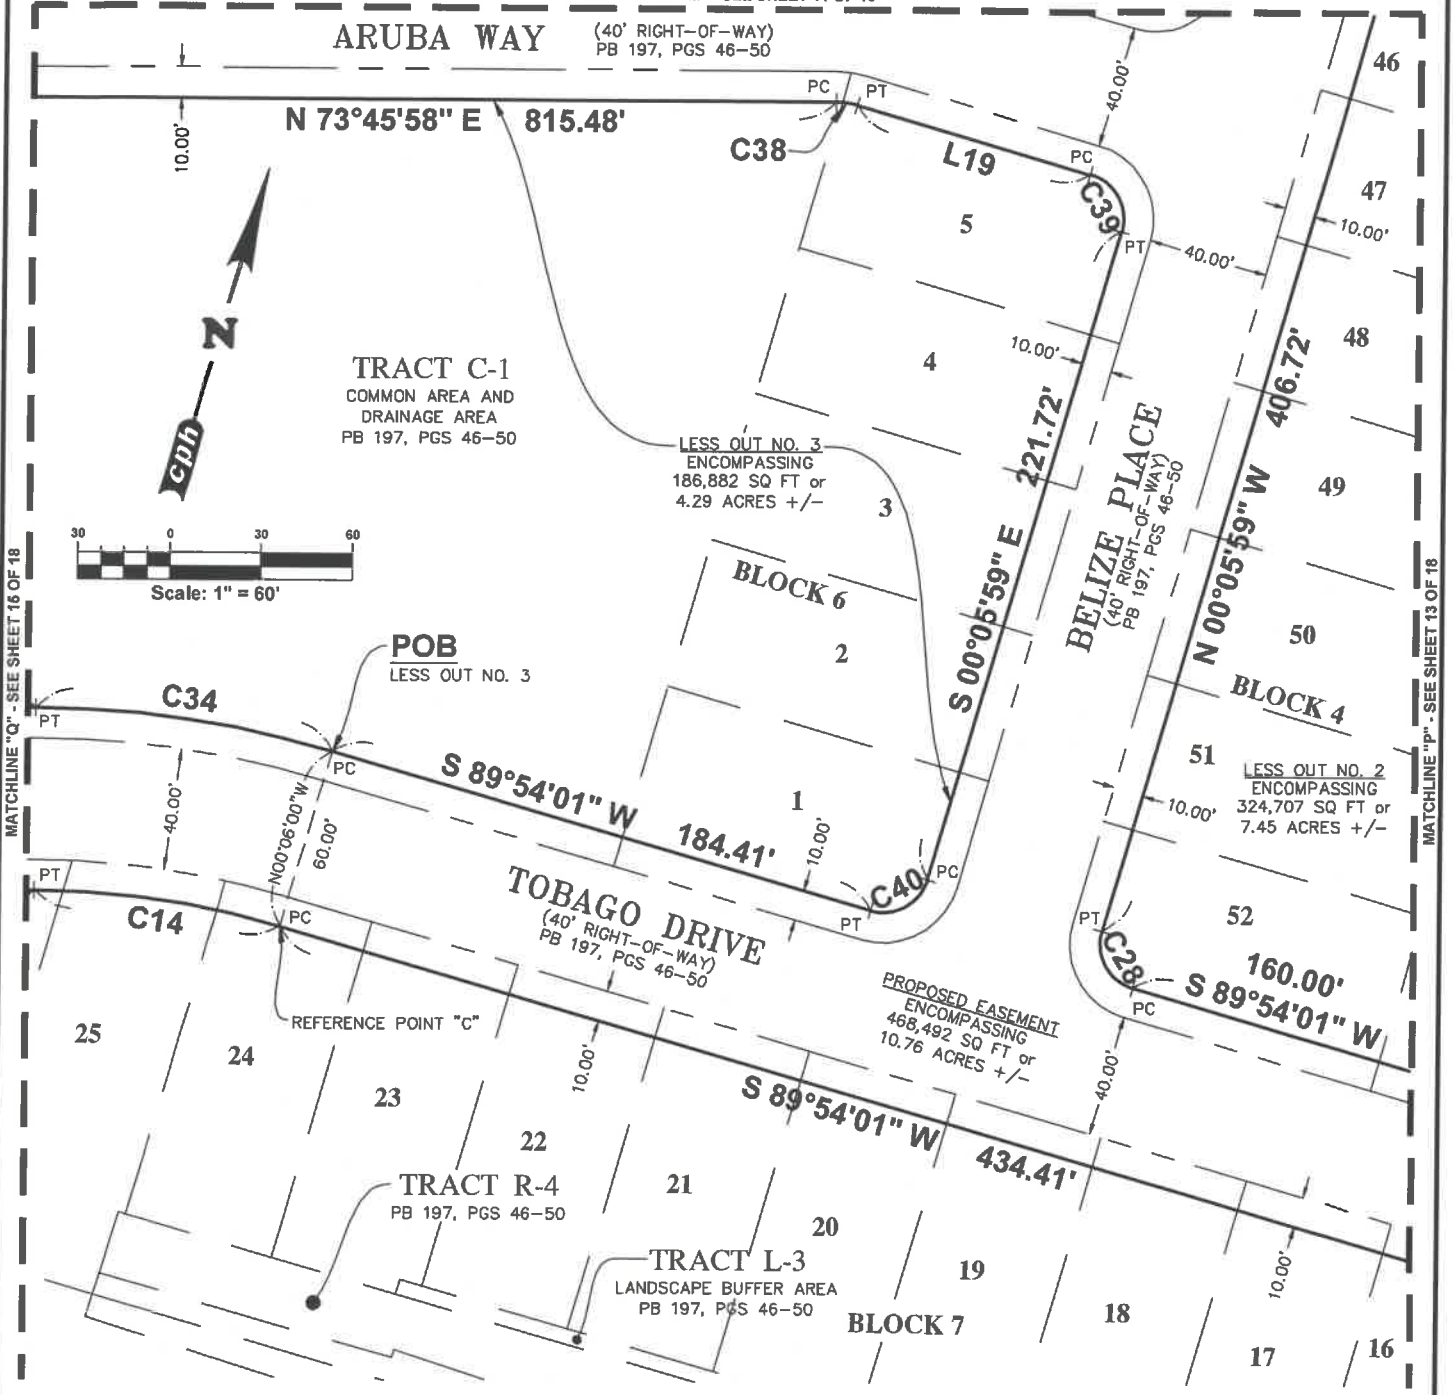 ARUBA WAY
(40' RIGHT-OF-WAY)
PB 197, PGS 46-50
46
10.00'
N 73°45'58" E 815.48'
PC
PT
C38
L19
PC
C39
PT
40.00'
47
10.00'
40.00'
5
N
cph
TRACT C-1
COMMON AREA AND
DRAINAGE AREA
PB 197, PGS 46-50
4
10.00'
48
406.72'
LESS OUT NO. 3
ENCOMPASSING
186,882 SQ FT or
4.29 ACRES +/-
221.72'
S 00°05'59" E
BELIZE PLACE
(40' RIGHT-OF-WAY)
PB 197, PGS 46-50
49
3
N 00°05'59" W
30 0 30 60
Scale: 1" = 60'
BLOCK 6
2
50
BLOCK 4
MATCHLINE "Q" - SEE SHEET 16 OF 18
MATCHLINE "P" - SEE SHEET 13 OF 18
POB
LESS OUT NO. 3
C34
PT
PC
S 89°54'01" W
184.41'
1
10.00'
51
LESS OUT NO. 2
ENCOMPASSING
324,707 SQ FT or
7.45 ACRES +/-
10.00'
40.00'
N00°06'00"W
60.00'
PT
C14
PC
TOBAGO DRIVE
(40' RIGHT-OF-WAY)
PB 197, PGS 46-50
C40
PC
PT
PT
C28
PC
52
160.00'
S 89°54'01" W
PROPOSED EASEMENT
ENCOMPASSING
468,492 SQ FT or
10.76 ACRES +/-
REFERENCE POINT "C"
25
24
23
22
10.00'
S 89°54'01" W
434.41'
40.00'
TRACT R-4
PB 197, PGS 46-50
21
20
TRACT L-3
LANDSCAPE BUFFER AREA
PB 197, PGS 46-50
19
BLOCK 7
18
10.00'
17
16